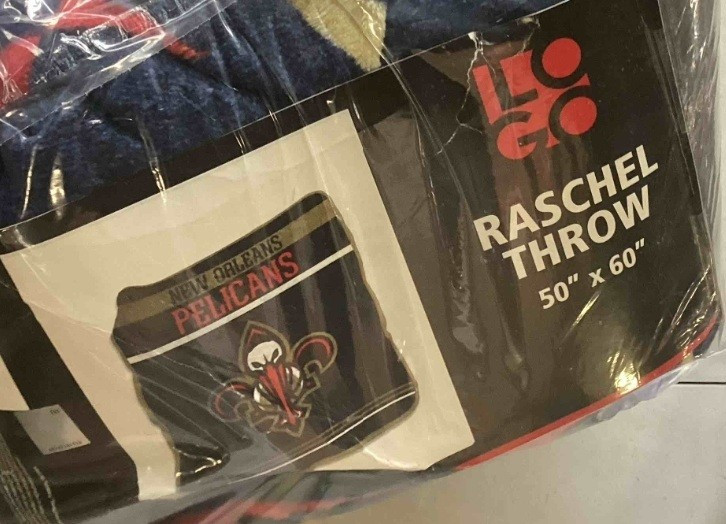 LO
GO
RASCHEL
THROW
50" x 60"
NEW ORLEANS
PELICANS